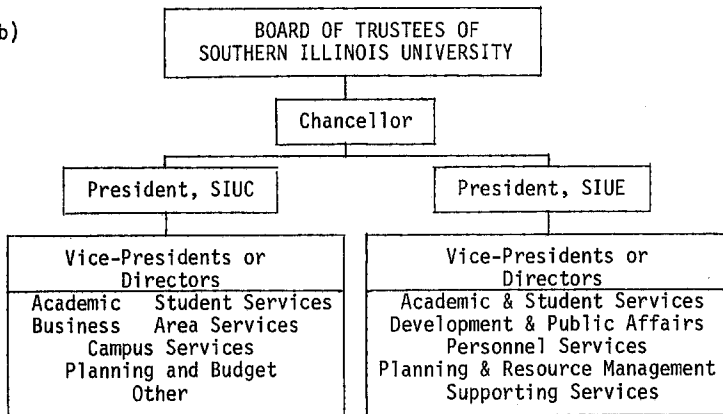 b)
BOARD OF TRUSTEES OF
SOUTHERN ILLINOIS UNIVERSITY
Chancellor
President, SIUC
President, SIUE
Vice-Presidents or
Directors
Academic Student Services
Business Area Services
Campus Services
Planning and Budget
Other
Vice-Presidents or
Directors
Academic & Student Services
Development & Public Affairs
Personnel Services
Planning & Resource Management
Supporting Services